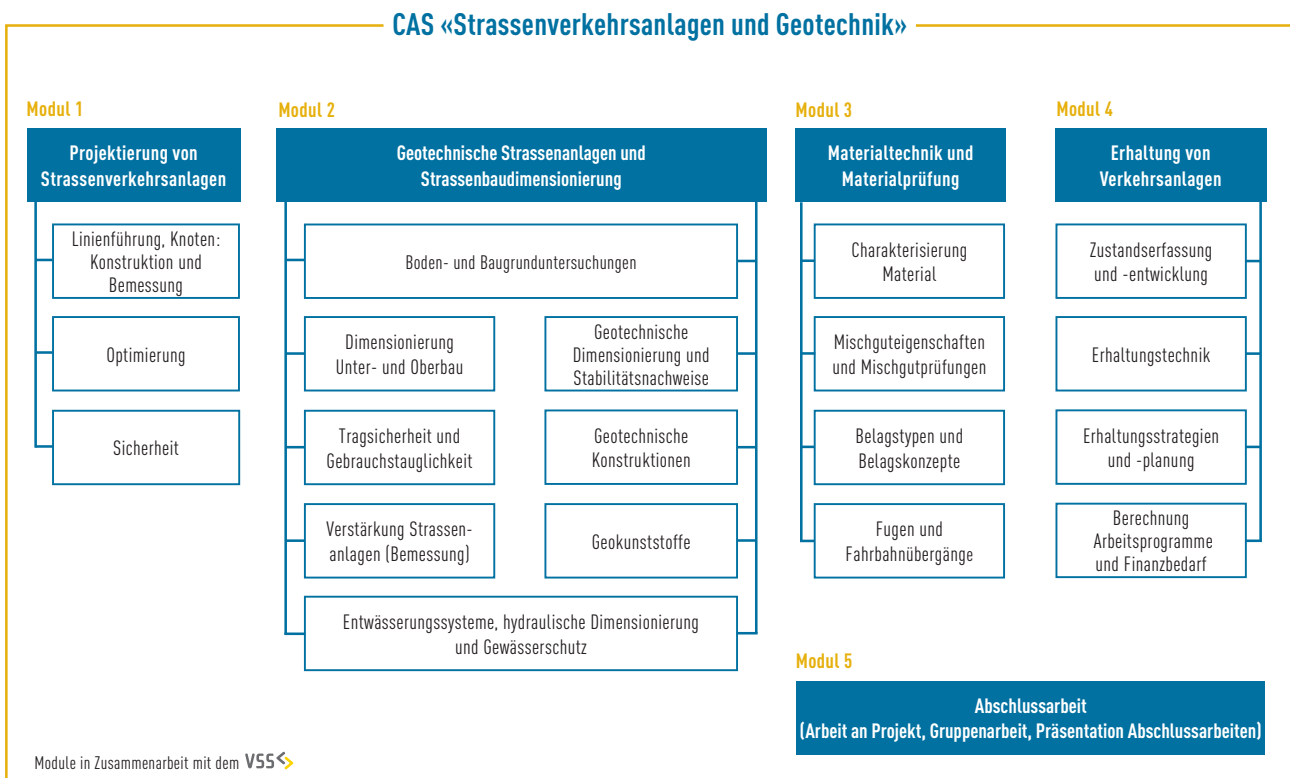 CAS «Strassenverkehrsanlagen und Geotechnik»
Modul 1
Projektierung von
Strassenverkehrsanlagen
Linienführung, Knoten:
Konstruktion und
Bemessung
Optimierung
Sicherheit
Modul 2
Geotechnische Strassenanlagen und
Strassenbaudimensionierung
Boden- und Baugrunduntersuchungen
Dimensionierung
Unter- und Oberbau
Geotechnische
Dimensionierung und
Stabilitätsnachweise
Tragsicherheit und
Gebrauchstauglichkeit
Geotechnische
Konstruktionen
Verstärkung Strassen-
anlagen (Bemessung)
Geokunststoffe
Entwässerungssysteme, hydraulische Dimensionierung
und Gewässerschutz
Modul 3
Materialtechnik und
Materialprüfung
Charakterisierung
Material
Mischguteigenschaften
und Mischgutprüfungen
Belagstypen und
Belagskonzepte
Fugen und
Fahrbahnübergänge
Modul 4
Erhaltung von
Verkehrsanlagen
Zustandserfassung
und -entwicklung
Erhaltungstechnik
Erhaltungsstrategien
und -planung
Berechnung
Arbeitsprogramme
und Finanzbedarf
Modul 5
Abschlussarbeit
(Arbeit an Projekt, Gruppenarbeit, Präsentation Abschlussarbeiten)
Module in Zusammenarbeit mit dem VSS